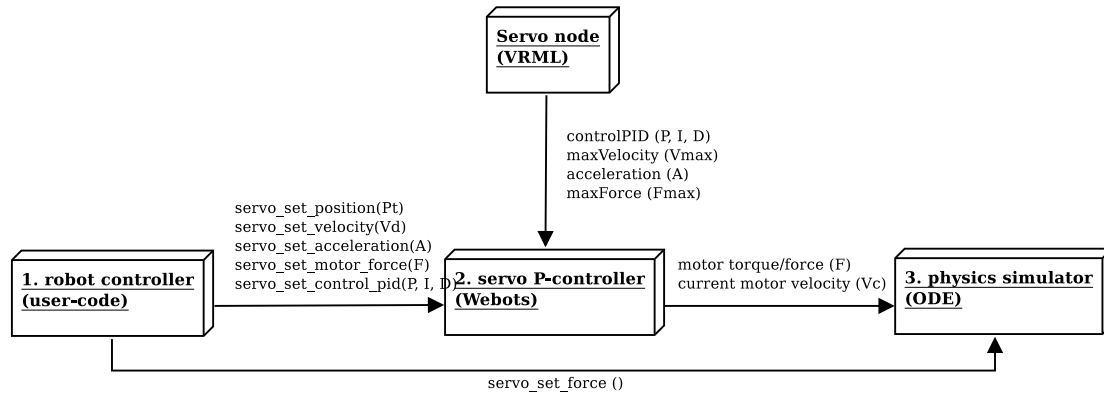 Servo node
(VRML)
controlPID (P, I, D)
maxVelocity (Vmax)
acceleration (A)
maxForce (Fmax)
servo_set_position(Pt)
servo_set_velocity(Vd)
servo_set_acceleration(A)
servo_set_motor_force(F)
servo_set_control_pid(P, I, D)
1. robot controller
(user-code)
2. servo P-controller
(Webots)
motor torque/force (F)
current motor velocity (Vc)
3. physics simulator
(ODE)
servo_set_force ()